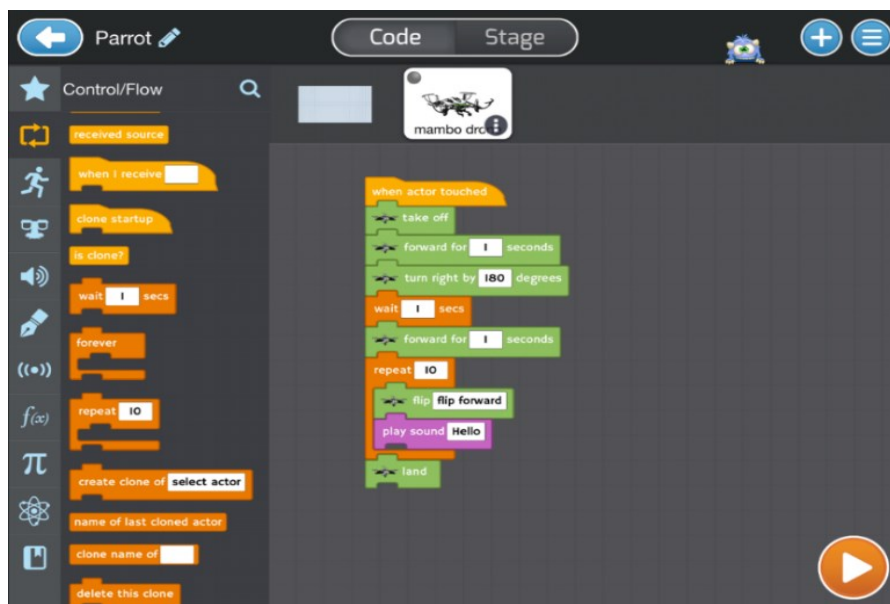 Parrot
Code
Stage
Control/Flow
mambo dro
received source
when i receive
clone startup
is clone?
wait 1 secs
forever
repeat 10
create clone of select actor
name of last cloned actor
clone name of
delete this clone
when actor touched
take off
forward for 1 seconds
turn right by 180 degrees
wait 1 secs
forward for 1 seconds
repeat 10
flip flip forward
play sound Hello
land
((•))
f(x)
π